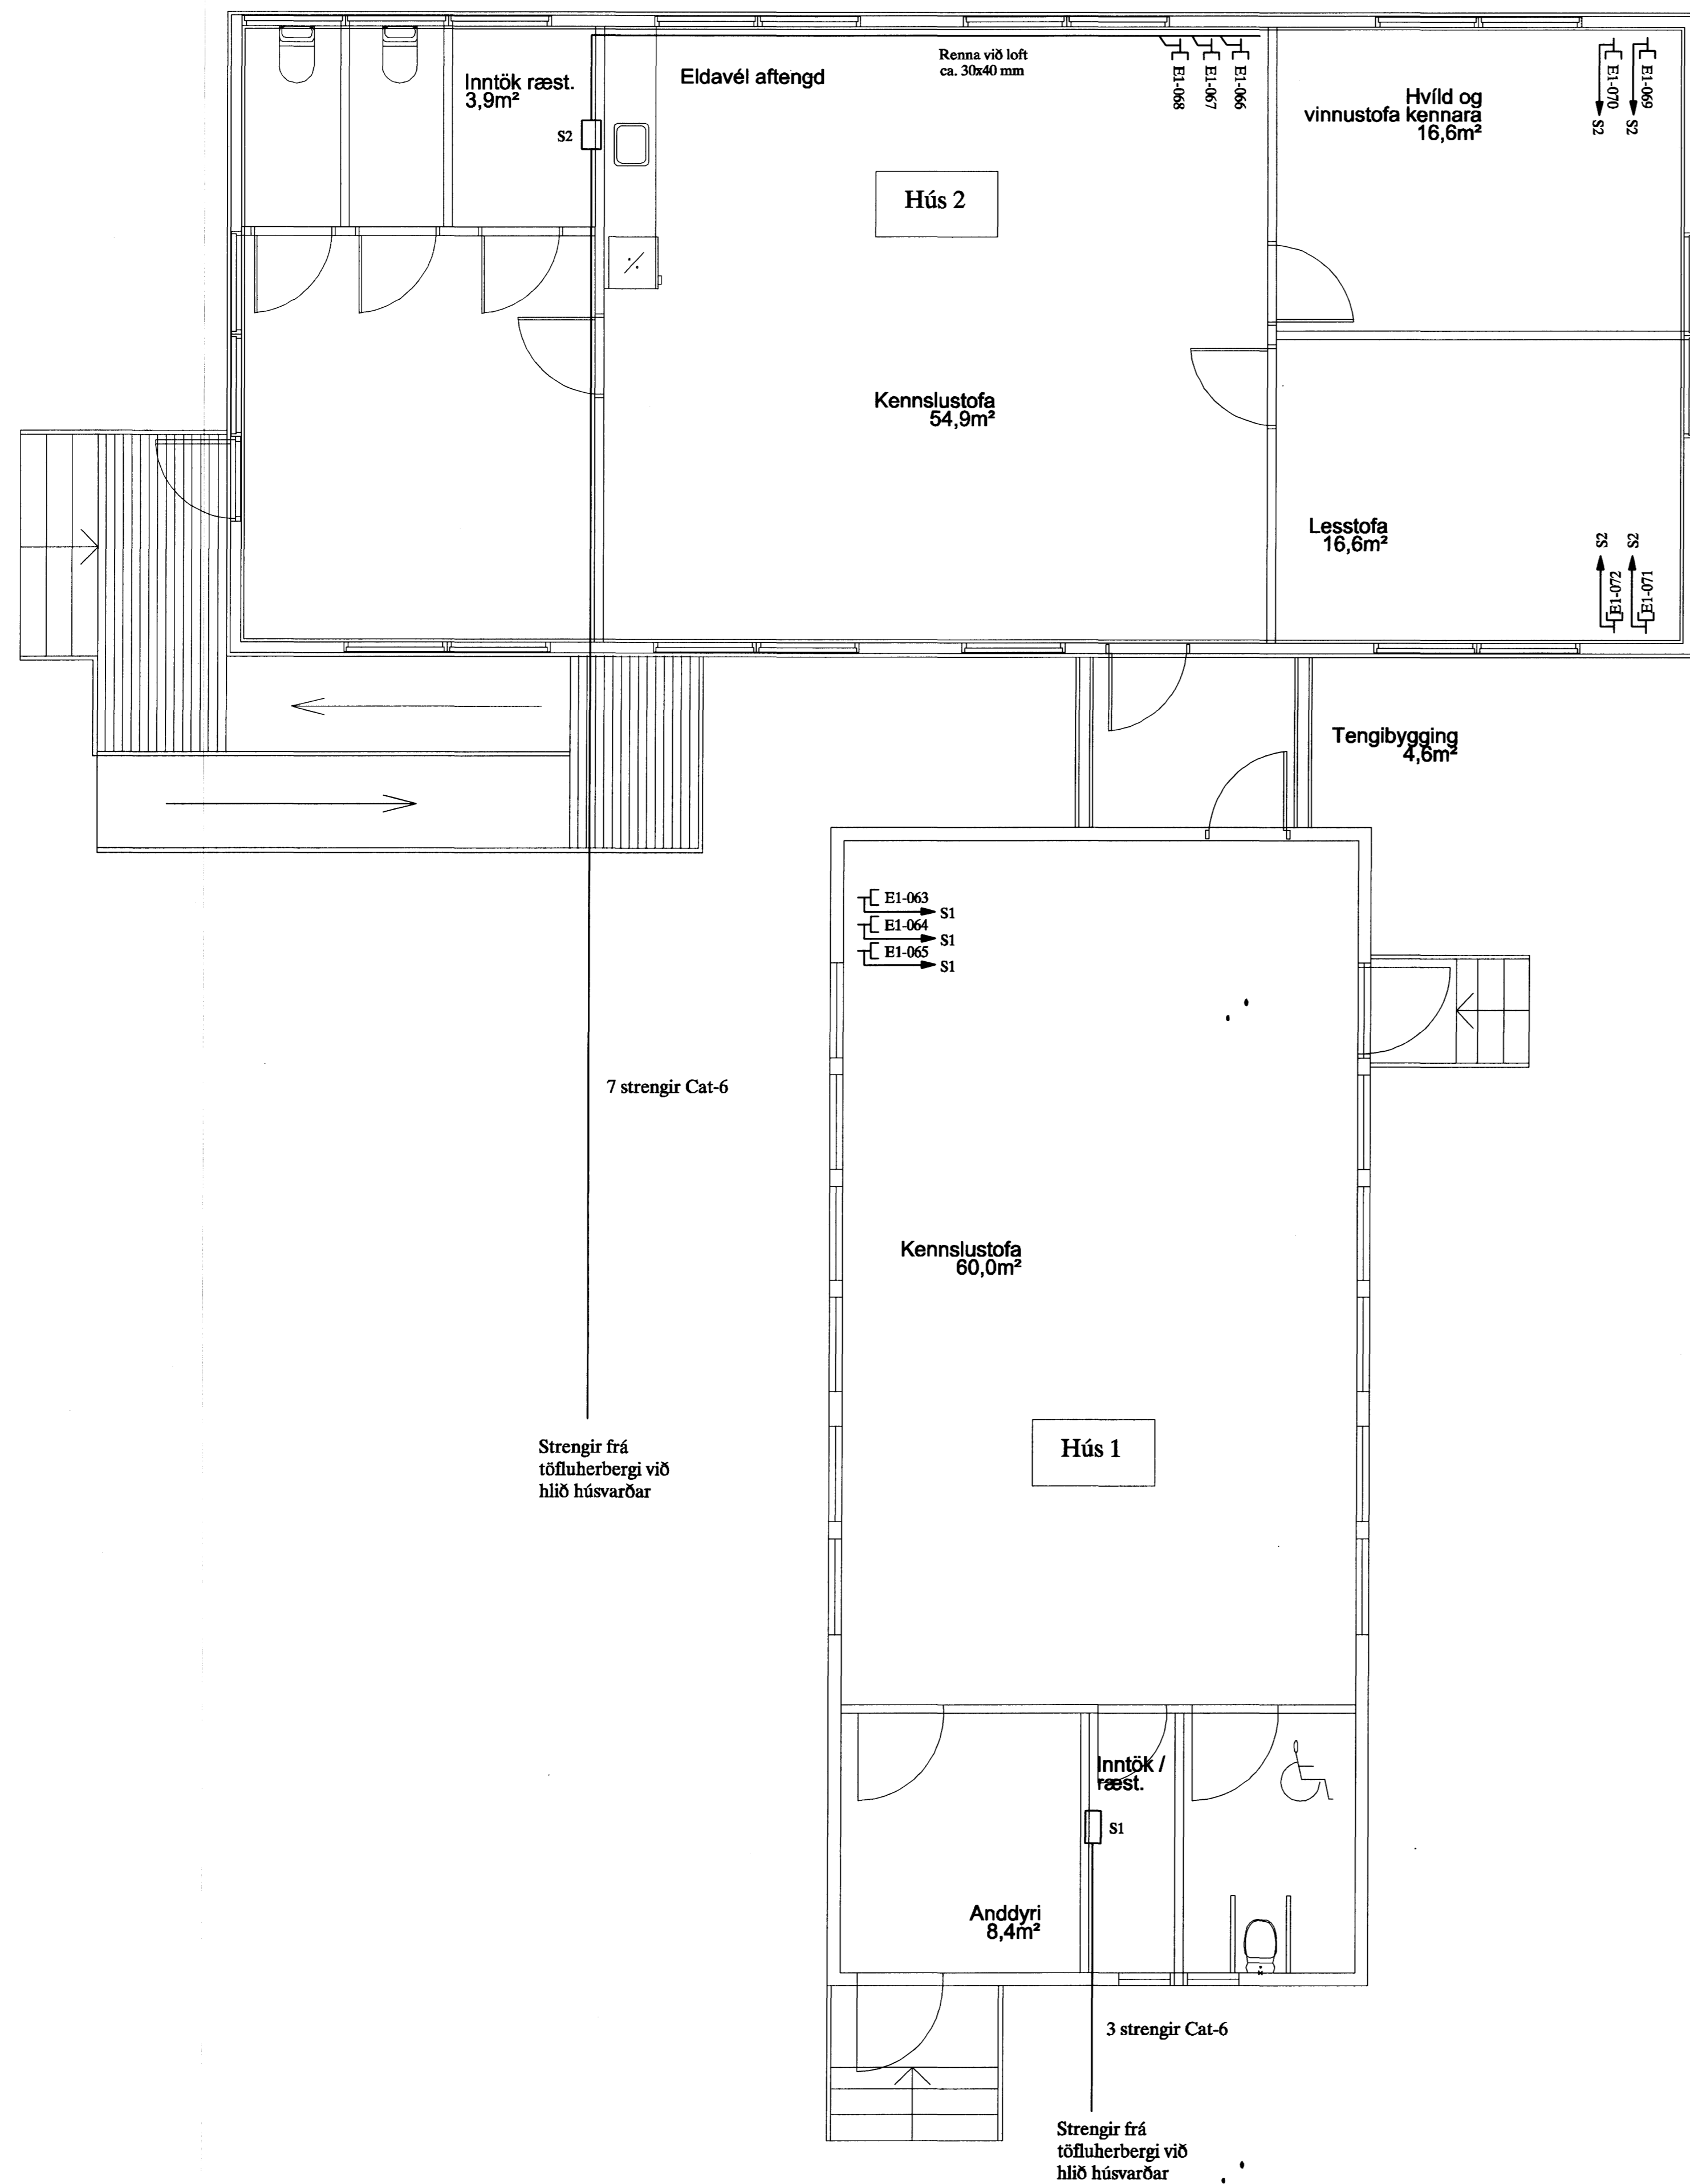 Inntök ræst.
3,9m²
S2
Eldavél aftengd
Renna við loft
ca. 30x40 mm
E1-068
E1-067
E1-066
Hvíld og
vinnustofa kennara
16,6m²
E1-070
S2
E1-069
S2
Hús 2
Kennslustofa
54,9m²
Lesstofa
16,6m²
S2
E1-072
S2
E1-071
Tengibygging
4,6m²
E1-063
S1
E1-064
S1
E1-065
S1
7 strengir Cat-6
Kennslustofa
60,0m²
Strengir frá
töfluherbergi við
hlið húsvarðar
Hús 1
Inntök /
ræst.
S1
Anddyri
8,4m²
3 strengir Cat-6
Strengir frá
töfluherbergi við
hlið húsvarðar